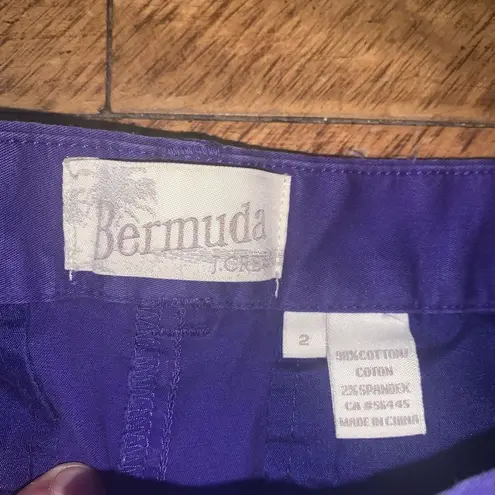 Bermuda
J.CREW
2
98%COTTON/
COTON
2%SPANDEX
CA #56445
MADE IN CHINA